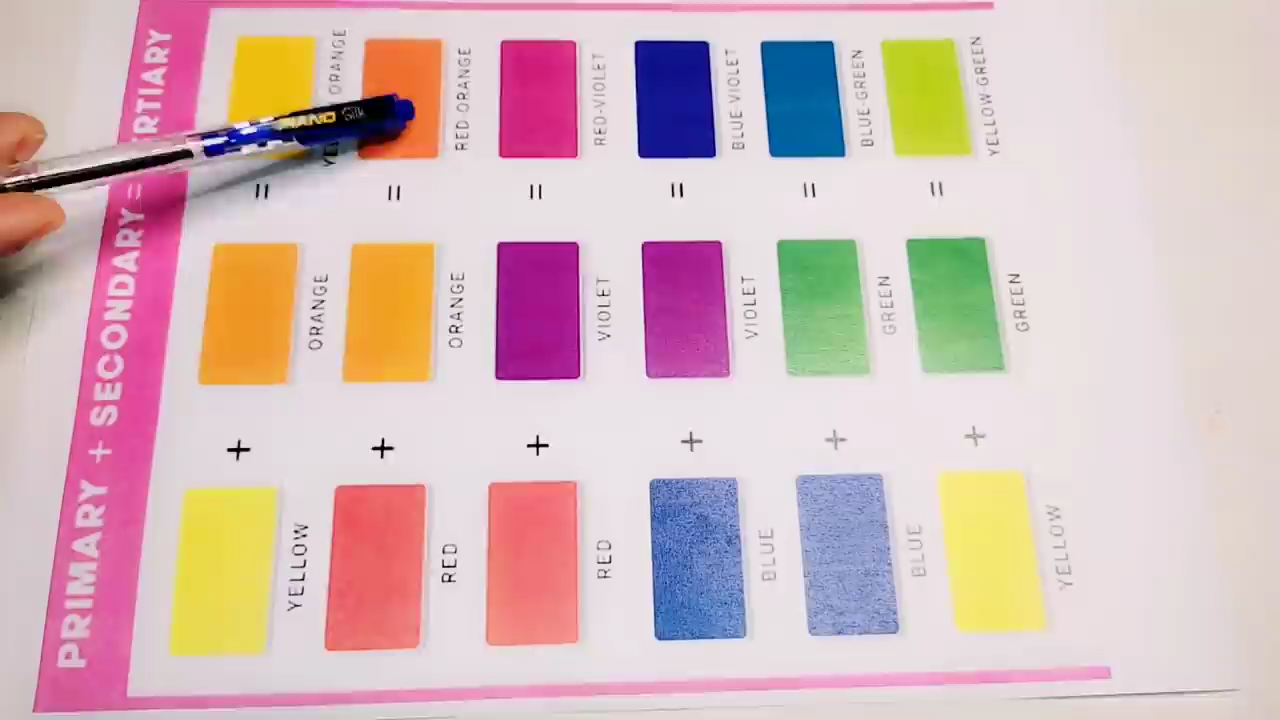 PRIMARY + SECONDARY = TERTIARY
YELLOW + ORANGE = YELLOW ORANGE
RED + ORANGE = RED-ORANGE
RED + VIOLET = RED-VIOLET
BLUE + VIOLET = BLUE-VIOLET
BLUE + GREEN = BLUE-GREEN
YELLOW + GREEN = YELLOW-GREEN